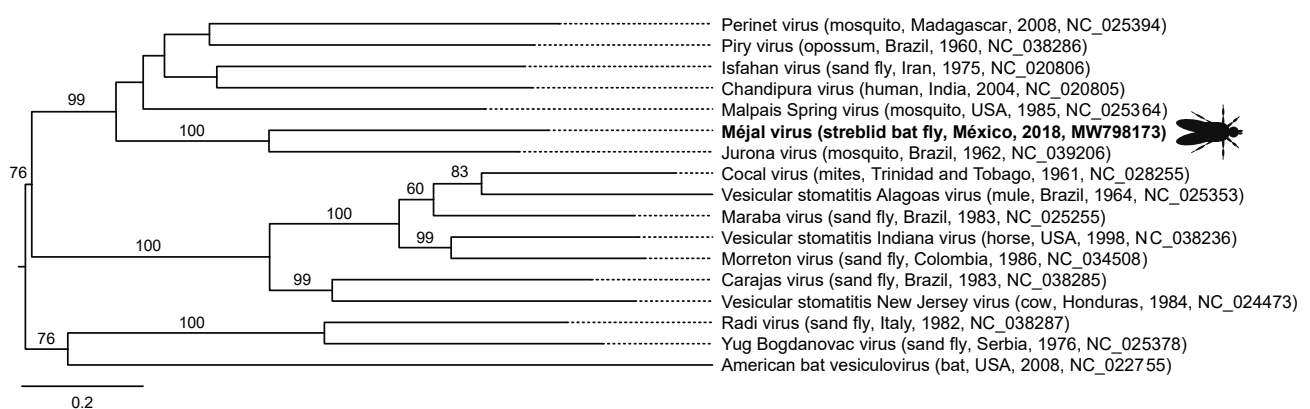 Perinet virus (mosquito, Madagascar, 2008, NC_025394)
Piry virus (opossum, Brazil, 1960, NC_038286)
Isfahan virus (sand fly, Iran, 1975, NC_020806)
Chandipura virus (human, India, 2004, NC_020805)
99
Malpais Spring virus (mosquito, USA, 1985, NC_025364)
100
Méjal virus (streblid bat fly, México, 2018, MW798173)
Jurona virus (mosquito, Brazil, 1962, NC_039206)
76
83
Cocal virus (mites, Trinidad and Tobago, 1961, NC_028255)
60
Vesicular stomatitis Alagoas virus (mule, Brazil, 1964, NC_025353)
100
Maraba virus (sand fly, Brazil, 1983, NC_025255)
99
Vesicular stomatitis Indiana virus (horse, USA, 1998, NC_038236)
100
Morreton virus (sand fly, Colombia, 1986, NC_034508)
99
Carajas virus (sand fly, Brazil, 1983, NC_038285)
Vesicular stomatitis New Jersey virus (cow, Honduras, 1984, NC_024473)
100
Radi virus (sand fly, Italy, 1982, NC_038287)
76
Yug Bogdanovac virus (sand fly, Serbia, 1976, NC_025378)
American bat vesiculovirus (bat, USA, 2008, NC_022755)
0.2